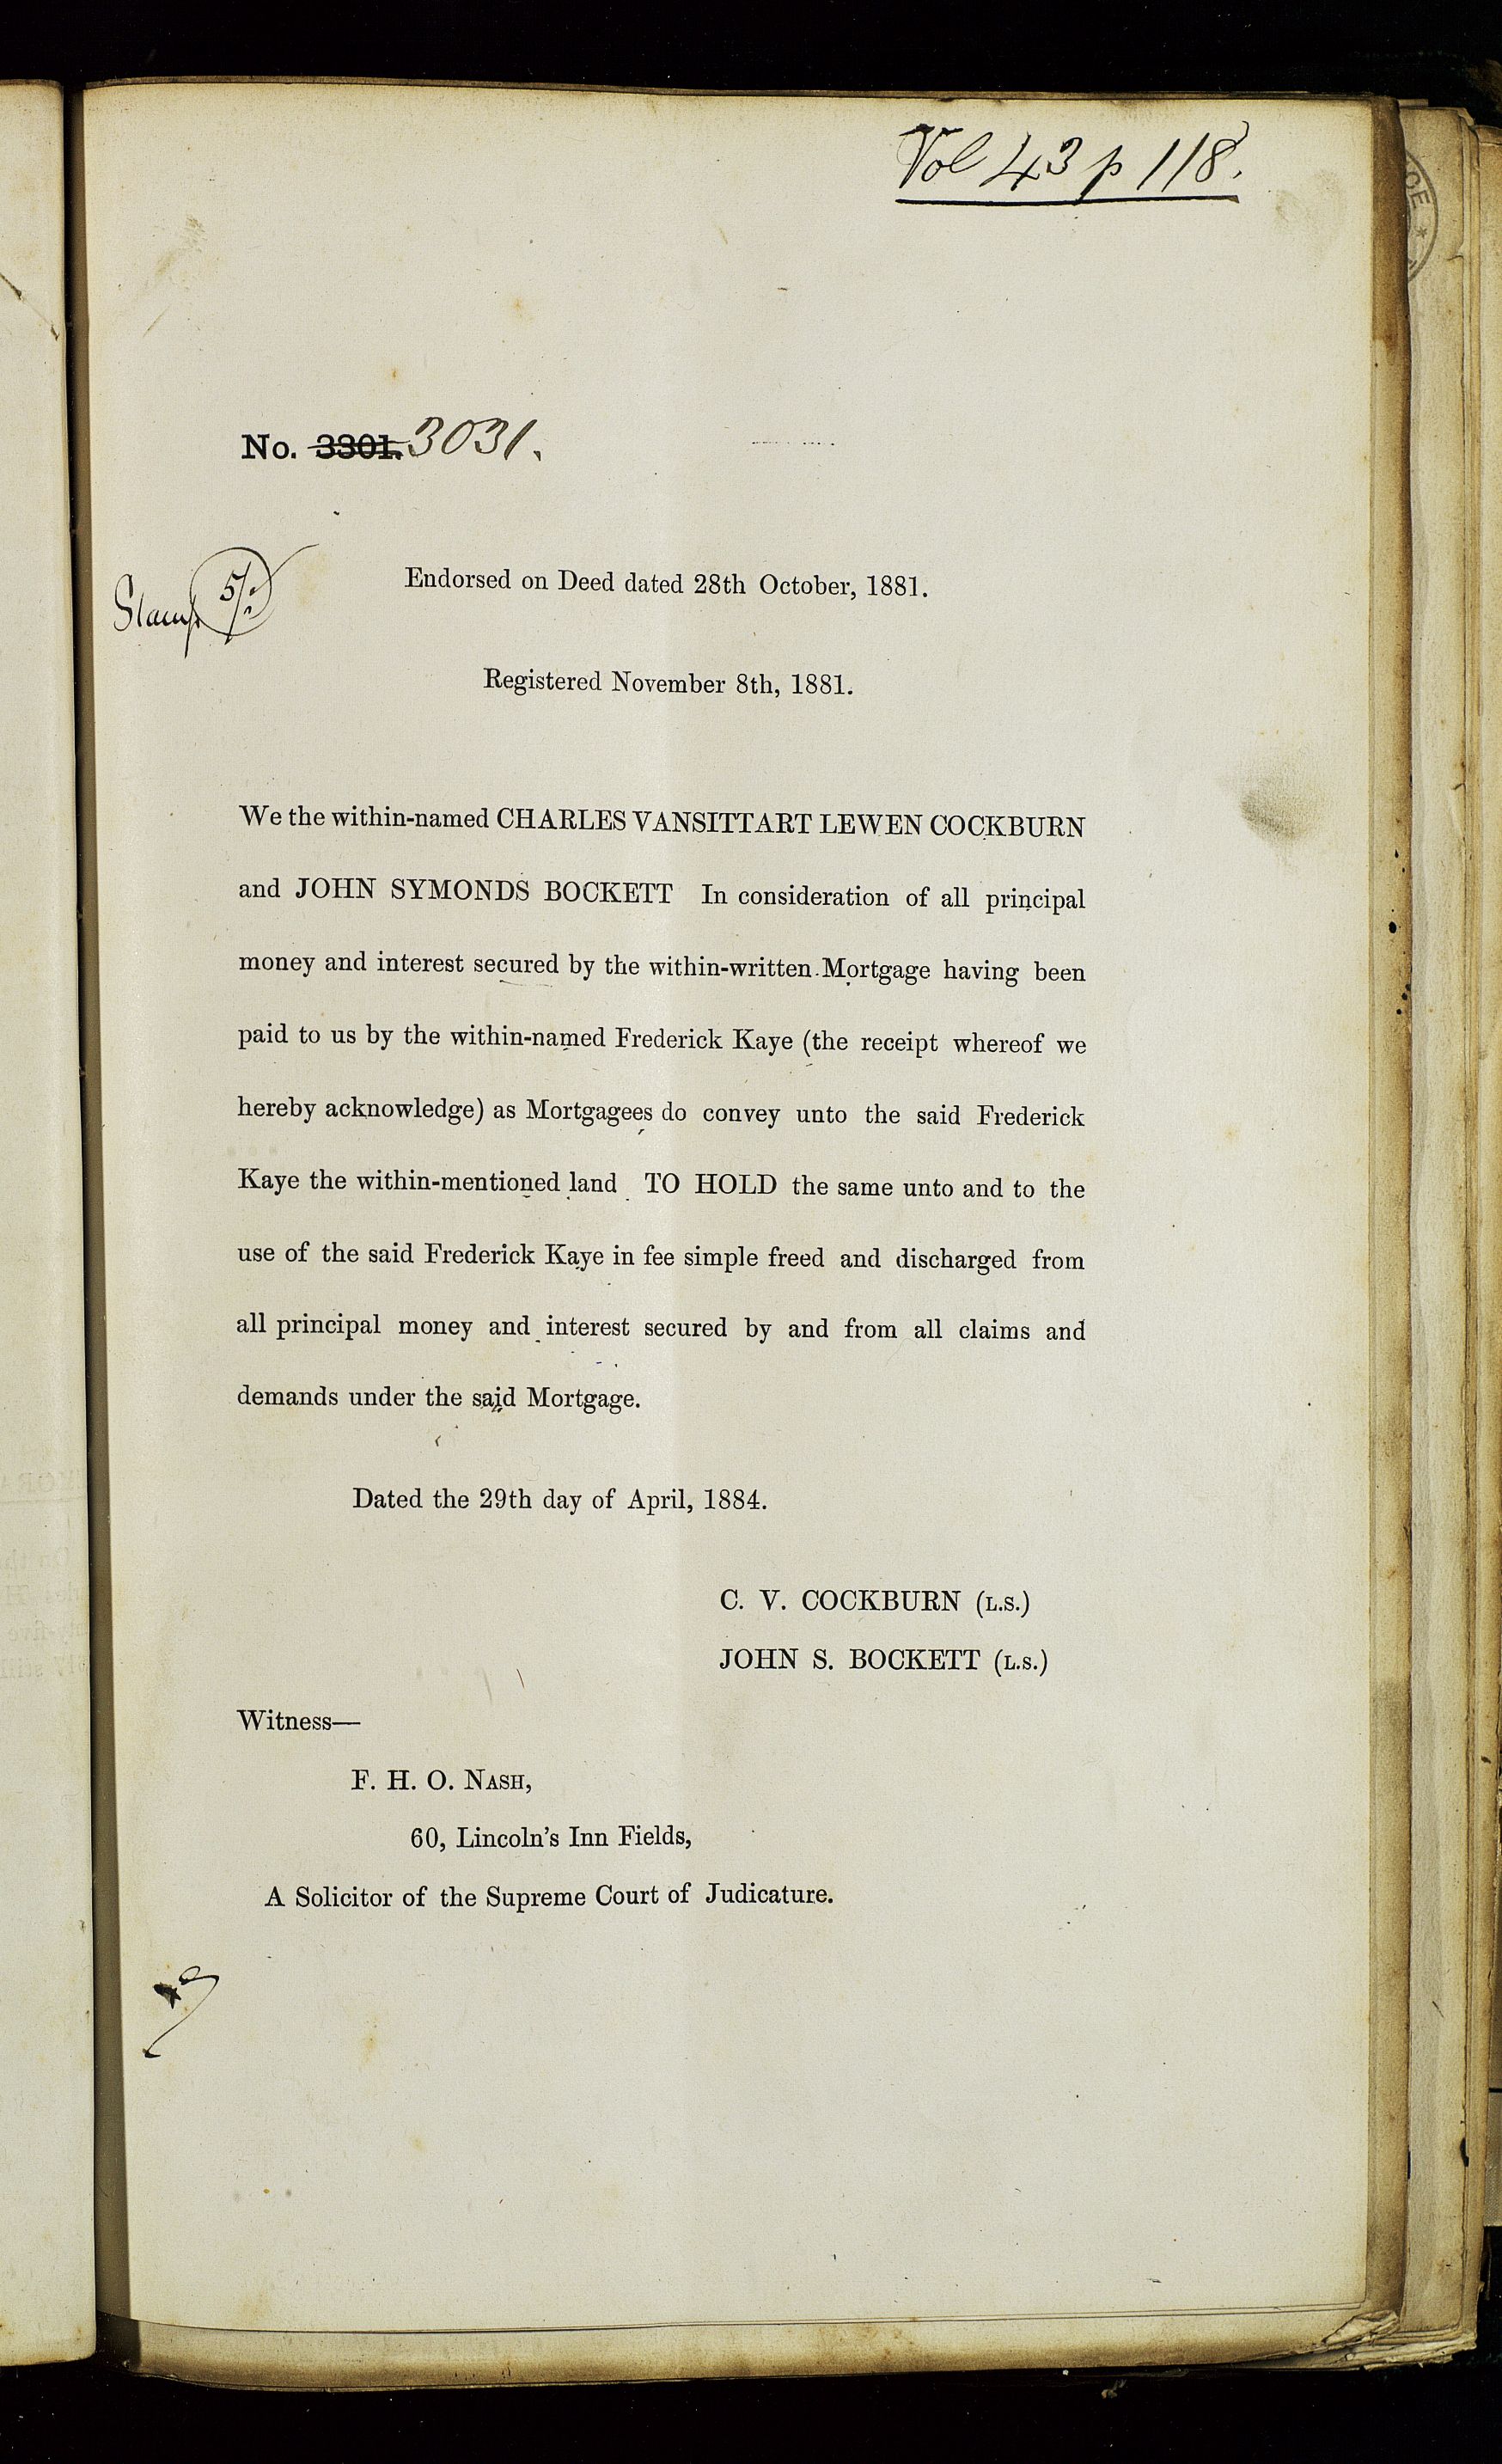 Vol 43 p 118.
No. 3301. 3031.
Stamp 5/-
Endorsed on Deed dated 28th October, 1881.
Registered November 8th, 1881.
We the within-named CHARLES VANSITTART LEWEN COCKBURN
and JOHN SYMONDS BOCKETT In consideration of all principal
money and interest secured by the within-written Mortgage having been
paid to us by the within-named Frederick Kaye (the receipt whereof we
hereby acknowledge) as Mortgagees do convey unto the said Frederick
Kaye the within-mentioned land TO HOLD the same unto and to the
use of the said Frederick Kaye in fee simple freed and discharged from
all principal money and interest secured by and from all claims and
demands under the said Mortgage.
Dated the 29th day of April, 1884.
C. V. COCKBURN (L.S.)
JOHN S. BOCKETT (L.S.)
Witness—
F. H. O. NASH,
60, Lincoln's Inn Fields,
A Solicitor of the Supreme Court of Judicature.